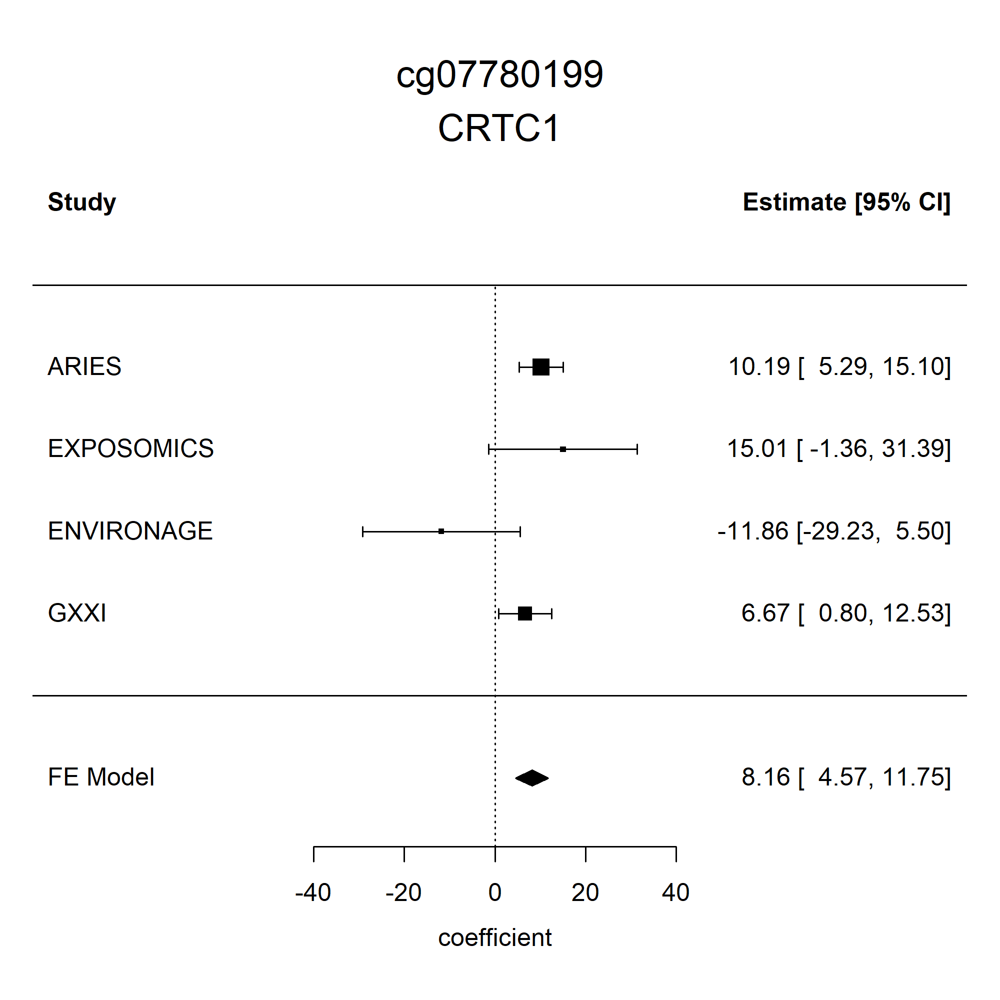 cg07780199
CRTC1
Study Estimate [95% CI]
ARIES 10.19 [ 5.29, 15.10]
EXPOSOMICS 15.01 [ -1.36, 31.39]
ENVIRONAGE -11.86 [-29.23, 5.50]
GXXI 6.67 [ 0.80, 12.53]
FE Model 8.16 [ 4.57, 11.75]
-40 -20 0 20 40
coefficient